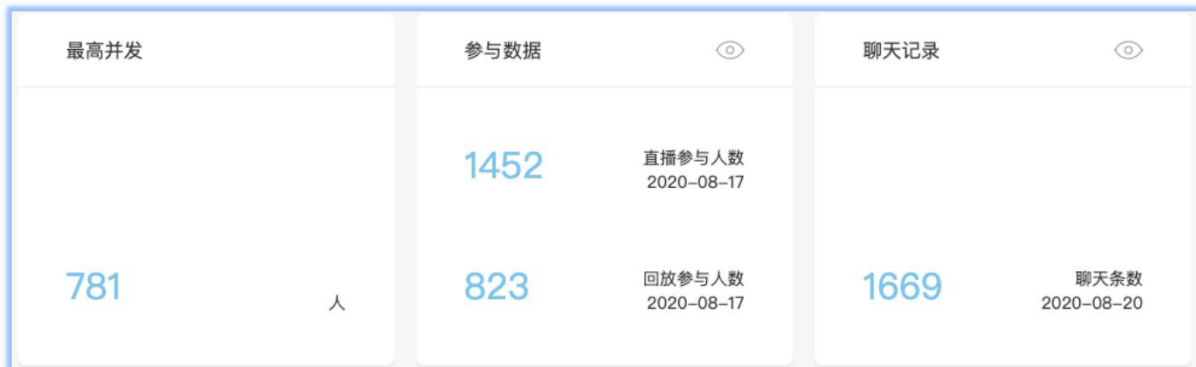 最高并发
781
人
参与数据
1452
直播参与人数
2020-08-17
823
回放参与人数
2020-08-17
聊天记录
1669
聊天条数
2020-08-20